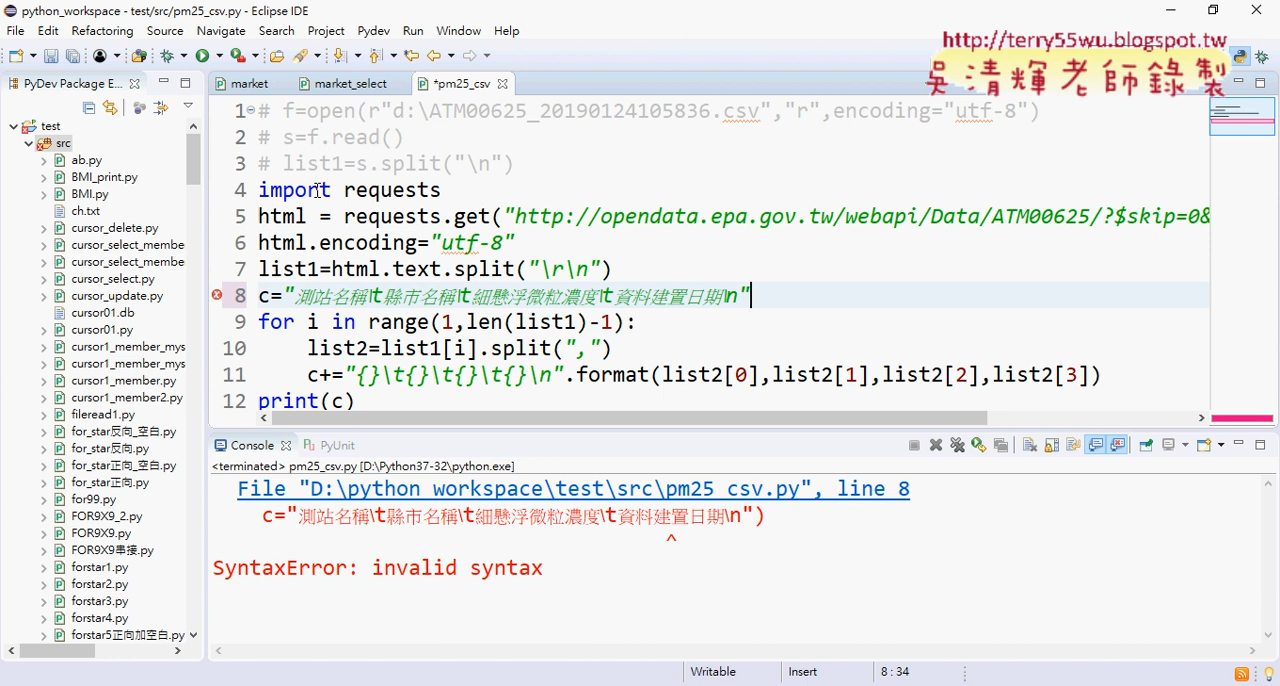 python_workspace - test/src/pm25_csv.py - Eclipse IDE
File Edit Refactoring Source Navigate Search Project Pydev Run Window Help
http://terry55wu.blogspot.tw
吳清輝老師錄製
PyDev Package E...
market
market_select
*pm25_csv
test
src
ab.py
BMI_print.py
BMI.py
ch.txt
cursor_delete.py
cursor_select_membe
cursor_select_membe
cursor_select.py
cursor_update.py
cursor01.db
cursor01.py
cursor1_member_mys
cursor1_member_mys
cursor1_member.py
cursor1_member2.py
fileread1.py
for_star反向_空白.py
for_star反向.py
for_star正向_空白.py
for_star正向.py
for99.py
FOR9X9_2.py
FOR9X9.py
FOR9X9串接.py
forstar1.py
forstar2.py
forstar3.py
forstar4.py
forstar5正向加空白.py
1 # f=open(r"d:\ATM00625_20190124105836.csv","r",encoding="utf-8")
2 # s=f.read()
3 # list1=s.split("\n")
4 import requests
5 html = requests.get("http://opendata.epa.gov.tw/webapi/Data/ATM00625/?$skip=0&
6 html.encoding="utf-8"
7 list1=html.text.split("\r\n")
8 c="測站名稱\t縣市名稱\t細懸浮微粒濃度\t資料建置日期\n"
9 for i in range(1,len(list1)-1):
10 list2=list1[i].split(",")
11 c+="{}\t{}\t{}\t{}\n".format(list2[0],list2[1],list2[2],list2[3])
12 print(c)
Console
PyUnit
<terminated> pm25_csv.py [D:\Python37-32\python.exe]
File "D:\python_workspace\test\src\pm25_csv.py", line 8
c="測站名稱\t縣市名稱\t細懸浮微粒濃度\t資料建置日期\n")
^
SyntaxError: invalid syntax
Writable
Insert
8 : 34